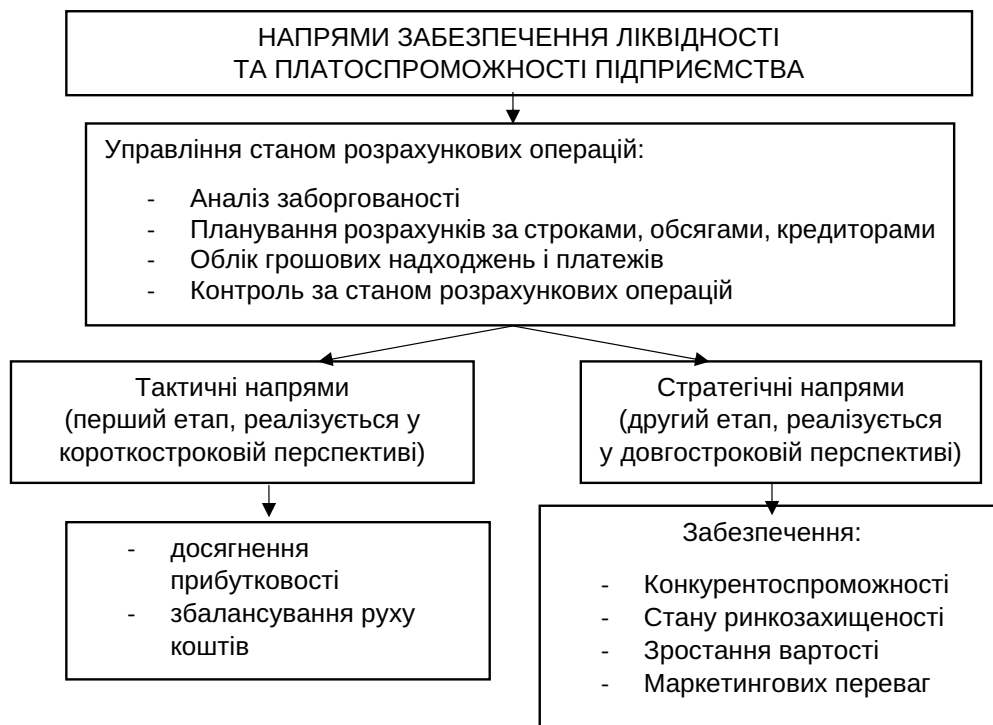 НАПРЯМИ ЗАБЕЗПЕЧЕННЯ ЛІКВІДНОСТІ
ТА ПЛАТОСПРОМОЖНОСТІ ПІДПРИЄМСТВА
Управління станом розрахункових операцій:
- Аналіз заборгованості
- Планування розрахунків за строками, обсягами, кредиторами
- Облік грошових надходжень і платежів
- Контроль за станом розрахункових операцій
Тактичні напрями
(перший етап, реалізується у
короткостроковій перспективі)
Стратегічні напрями
(другий етап, реалізується
у довгостроковій перспективі)
- досягнення
прибутковості
- збалансування руху
коштів
Забезпечення:
- Конкурентоспроможності
- Стану ринкозахищеності
- Зростання вартості
- Маркетингових переваг